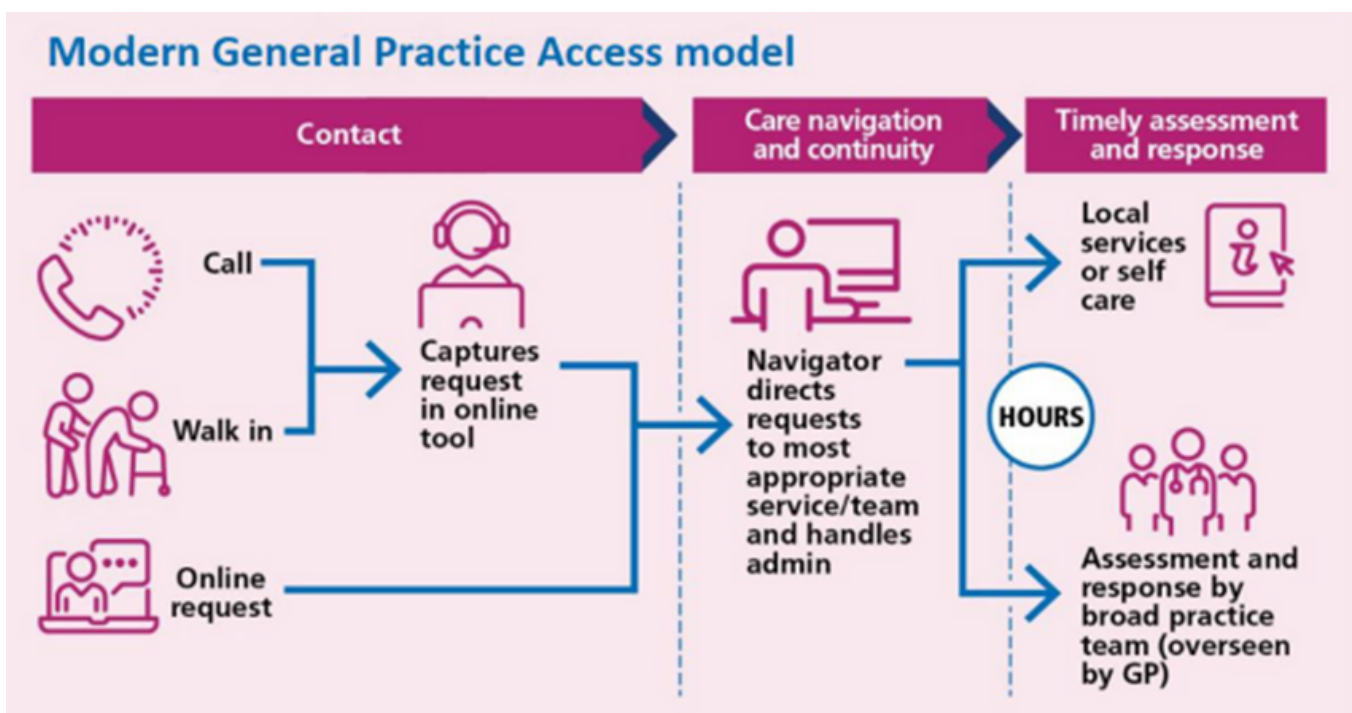 Modern General Practice Access model
Contact
Care navigation
and continuity
Timely assessment
and response
Call
Walk in
Captures
request
in online
tool
Online
request
Navigator
directs
requests
to most
appropriate
service/team
and handles
admin
Local
services
or self
care
HOURS
Assessment and
response by
broad practice
team (overseen
by GP)